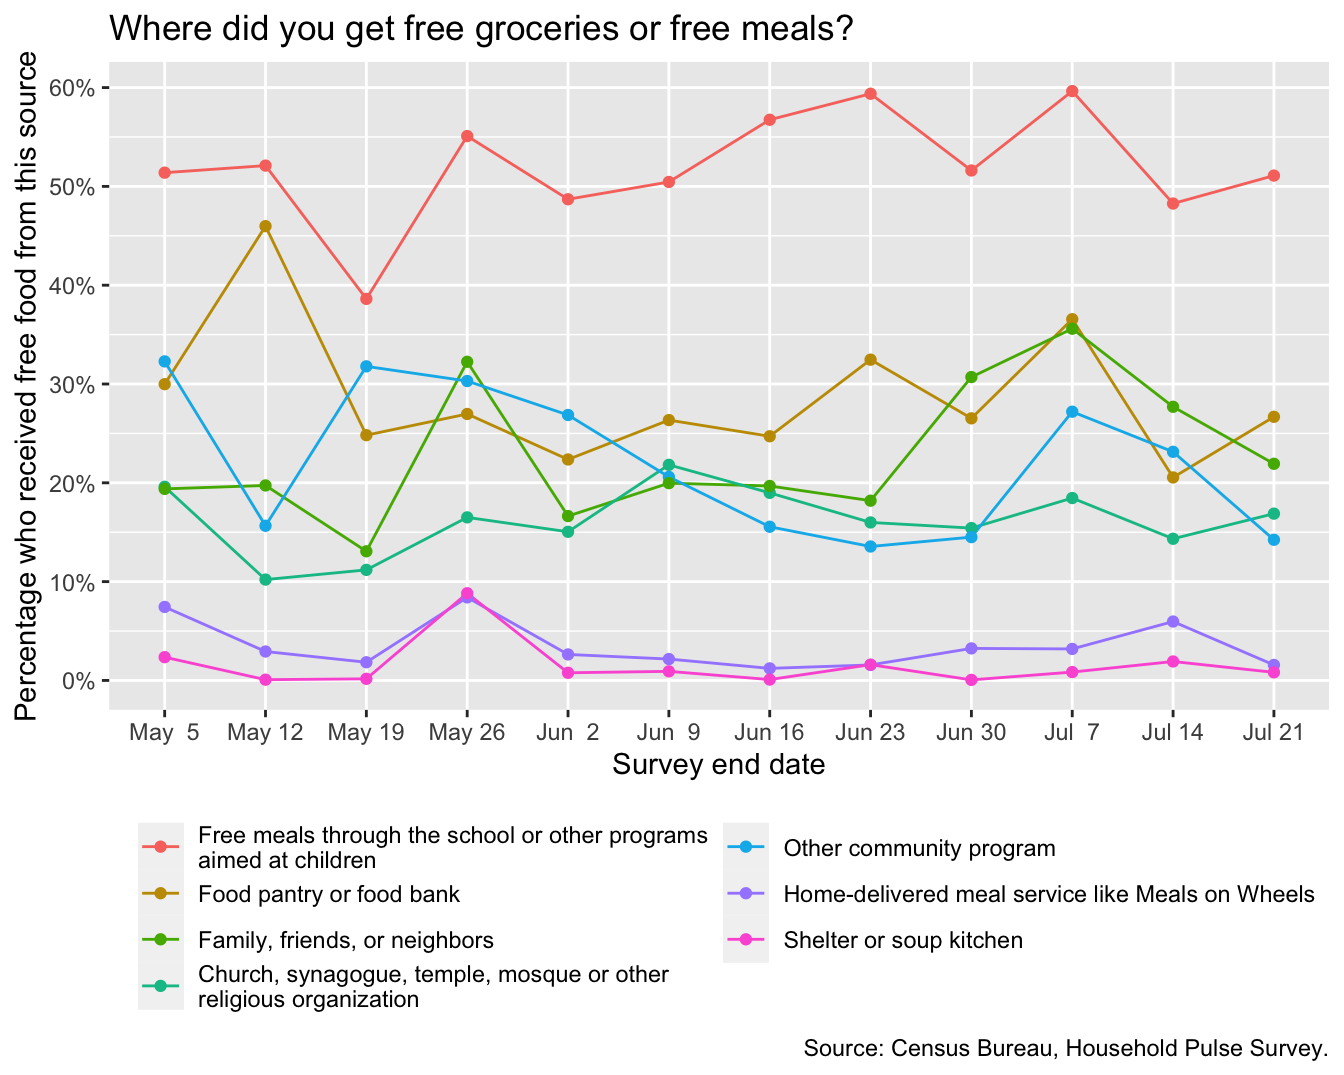 Where did you get free groceries or free meals?
Percentage who received free food from this source
60%
50%
40%
30%
20%
10%
0%
May 5 May 12 May 19 May 26 Jun 2 Jun 9 Jun 16 Jun 23 Jun 30 Jul 7 Jul 14 Jul 21
Survey end date
Free meals through the school or other programs
aimed at children
Food pantry or food bank
Family, friends, or neighbors
Church, synagogue, temple, mosque or other
religious organization
Other community program
Home-delivered meal service like Meals on Wheels
Shelter or soup kitchen
Source: Census Bureau, Household Pulse Survey.